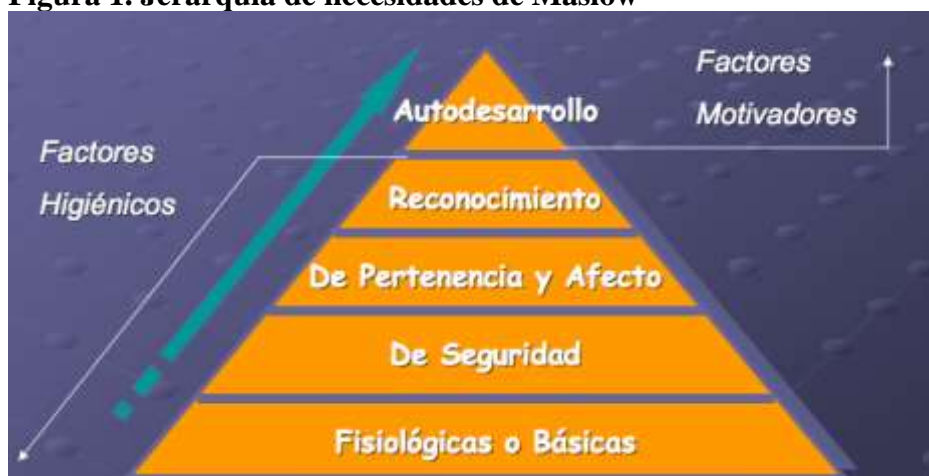 Figura 1. Jerarquía de necesidades de Maslow
Factores
Motivadores
Autodesarrollo
Factores
Higiénicos
Reconocimiento
De Pertenencia y Afecto
De Seguridad
Fisiológicas o Básicas